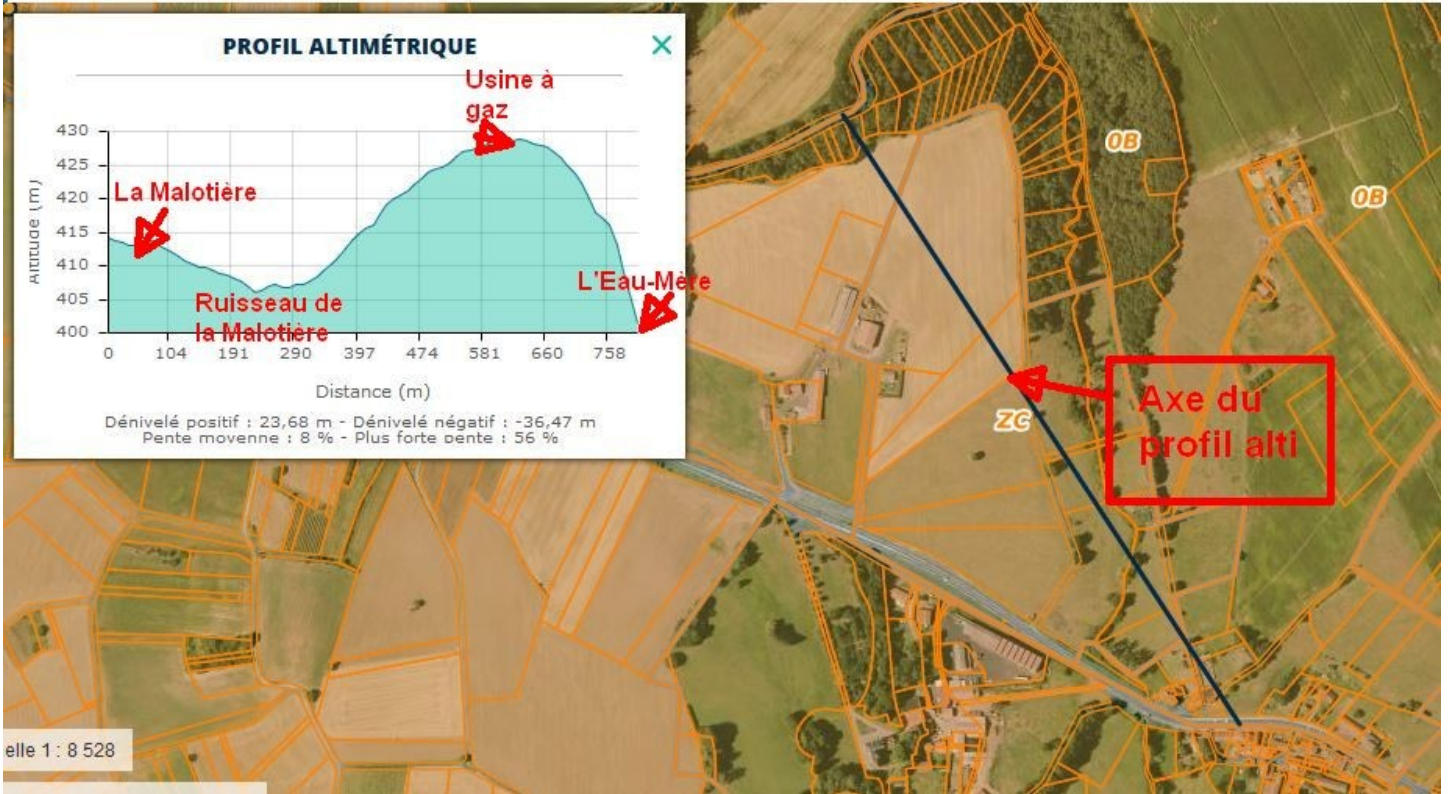 PROFIL ALTIMÉTRIQUE
Usine à
gaz
430
425
420
415
410
405
400
Altitude (m)
La Malotière
Ruisseau de
la Malotière
L'Eau-Mère
0 104 191 290 397 474 581 660 758
Distance (m)
Dénivelé positif : 23,68 m - Dénivelé négatif : -36,47 m
Pente moyenne : 8 % - Plus forte pente : 56 %
0B
0B
ZC
Axe du
profil alti
elle 1 : 8 528